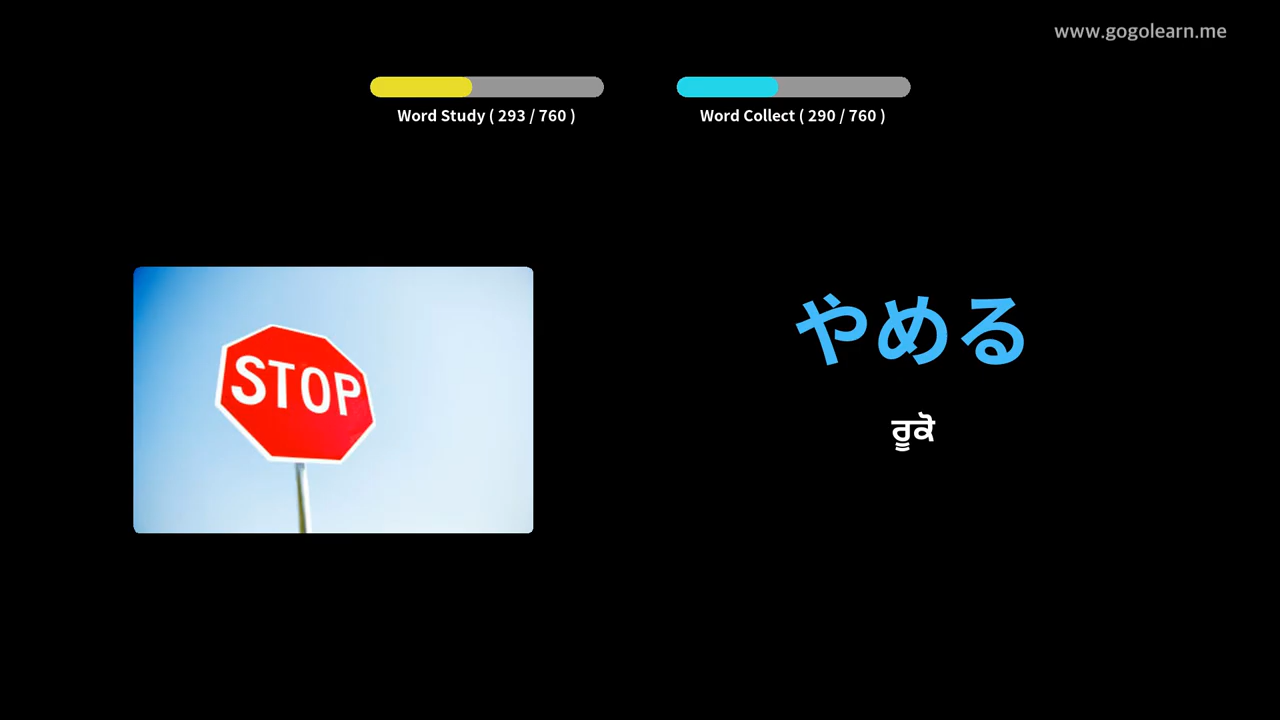 www.gogolearn.me
Word Study ( 293 / 760 )
Word Collect ( 290 / 760 )
STOP
やめる
ਰੂਕੋ